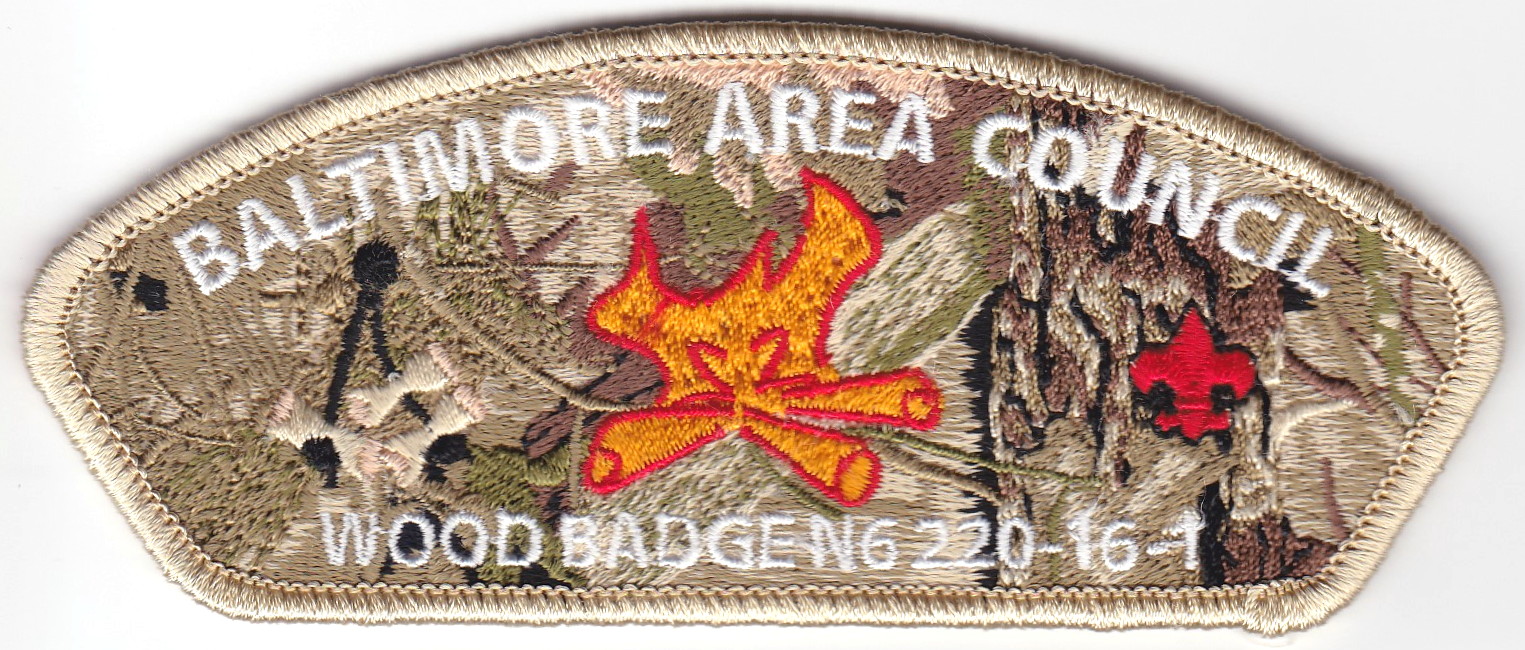 BALTIMORE AREA COUNCIL
WOOD BADGE N6 220-16-1